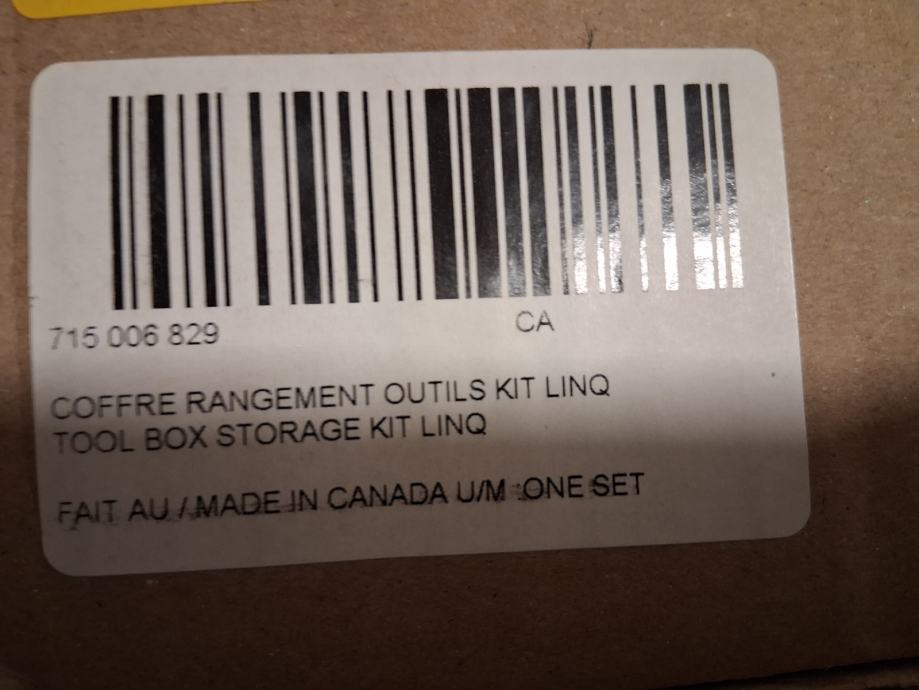 715 006 829 CA
COFFRE RANGEMENT OUTILS KIT LINQ
TOOL BOX STORAGE KIT LINQ
FAIT AU / MADE IN CANADA U/M :ONE SET